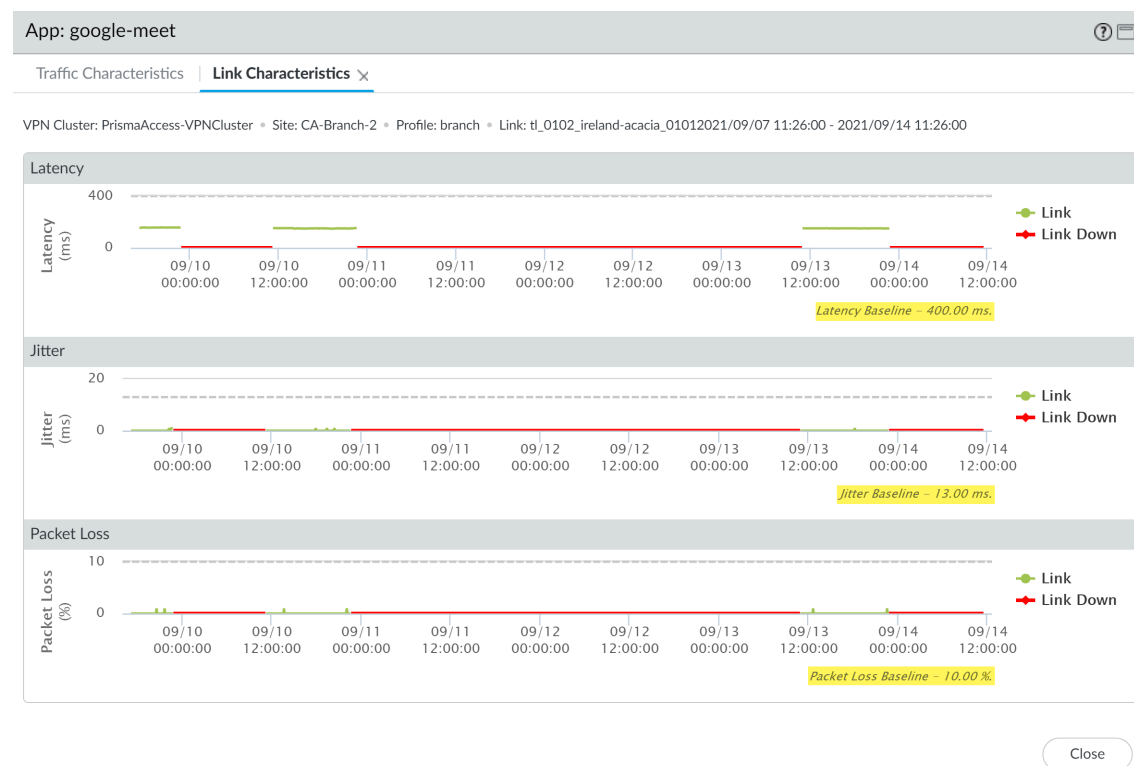 App: google-meet
Traffic Characteristics
Link Characteristics
VPN Cluster: PrismaAccess-VPNCluster • Site: CA-Branch-2 • Profile: branch • Link: tl_0102_ireland-acacia_01012021/09/07 11:26:00 - 2021/09/14 11:26:00
Latency
Latency
(ms)
400
0
09/10 09/10 09/11 09/11 09/12 09/12 09/13 09/13 09/14 09/14
00:00:00 12:00:00 00:00:00 12:00:00 00:00:00 12:00:00 00:00:00 12:00:00 00:00:00 12:00:00
Link
Link Down
Latency Baseline – 400.00 ms.
Jitter
Jitter
(ms)
20
0
09/10 09/10 09/11 09/11 09/12 09/12 09/13 09/13 09/14 09/14
00:00:00 12:00:00 00:00:00 12:00:00 00:00:00 12:00:00 00:00:00 12:00:00 00:00:00 12:00:00
Link
Link Down
Jitter Baseline – 13.00 ms.
Packet Loss
Packet Loss
(%)
10
0
09/10 09/10 09/11 09/11 09/12 09/12 09/13 09/13 09/14 09/14
00:00:00 12:00:00 00:00:00 12:00:00 00:00:00 12:00:00 00:00:00 12:00:00 00:00:00 12:00:00
Link
Link Down
Packet Loss Baseline – 10.00 %.
Close